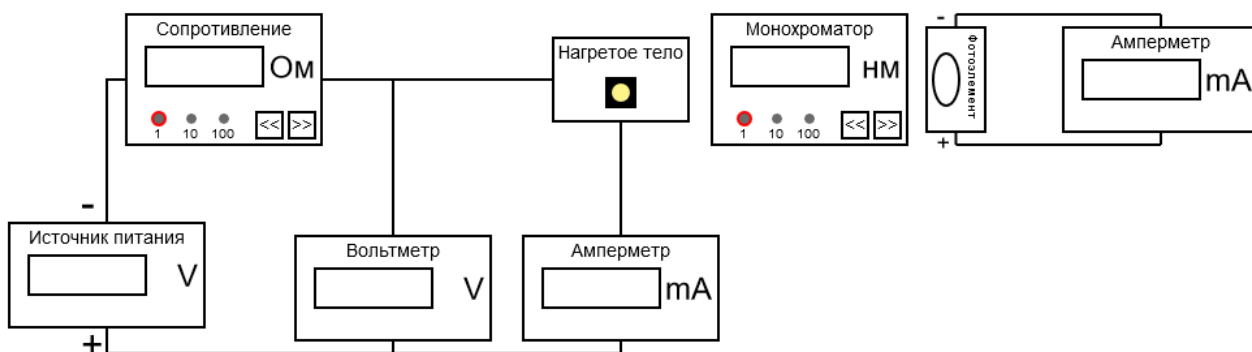 Сопротивление
Ом
1 10 100 << >>
Нагретое тело
Монохроматор
нм
1 10 100 << >>
-
Фотоэлемент
+
Амперметр
mA
-
Источник питания
V
+
Вольтметр
V
Амперметр
mA